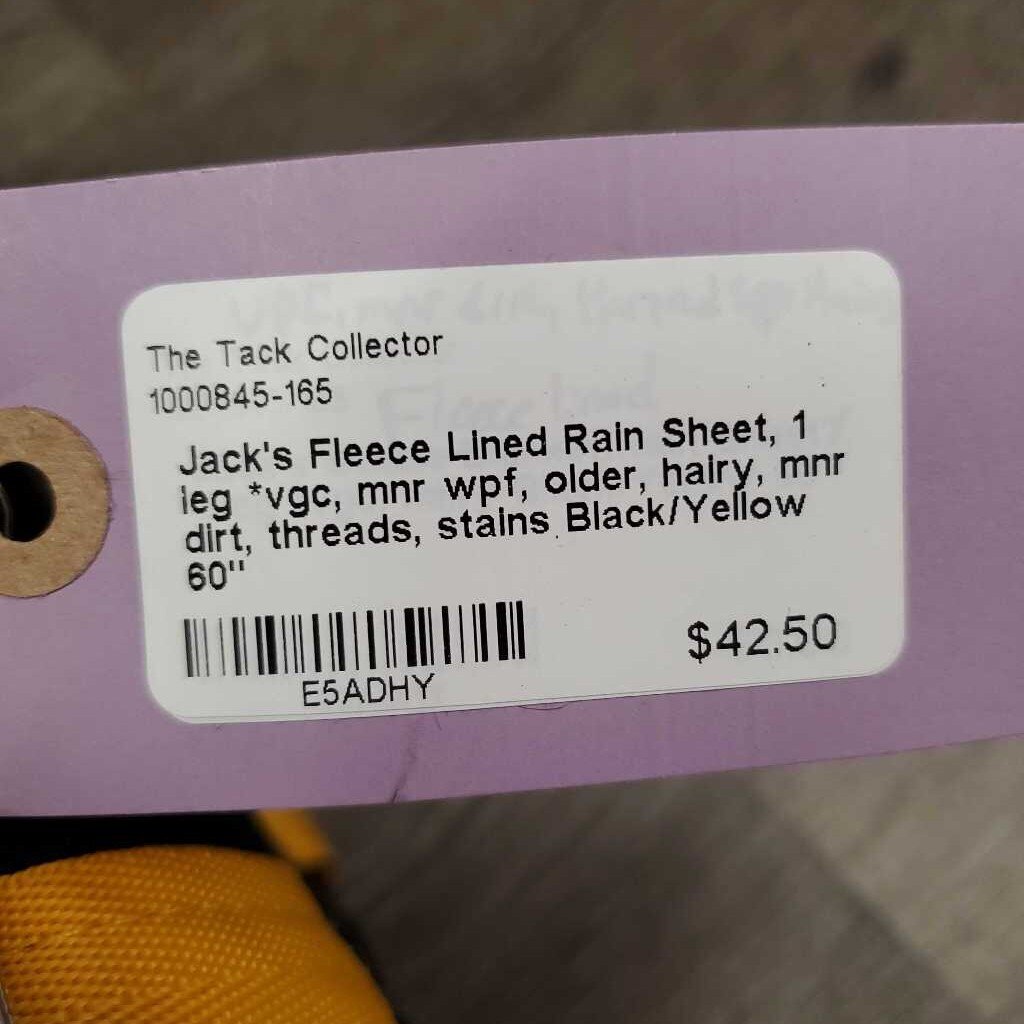 The Tack Collector
1000845-165
Jack's Fleece Lined Rain Sheet, 1
leg *vgc, mnr wpf, older, hairy, mnr
dirt, threads, stains Black/Yellow
60"
E5ADHY
$42.50